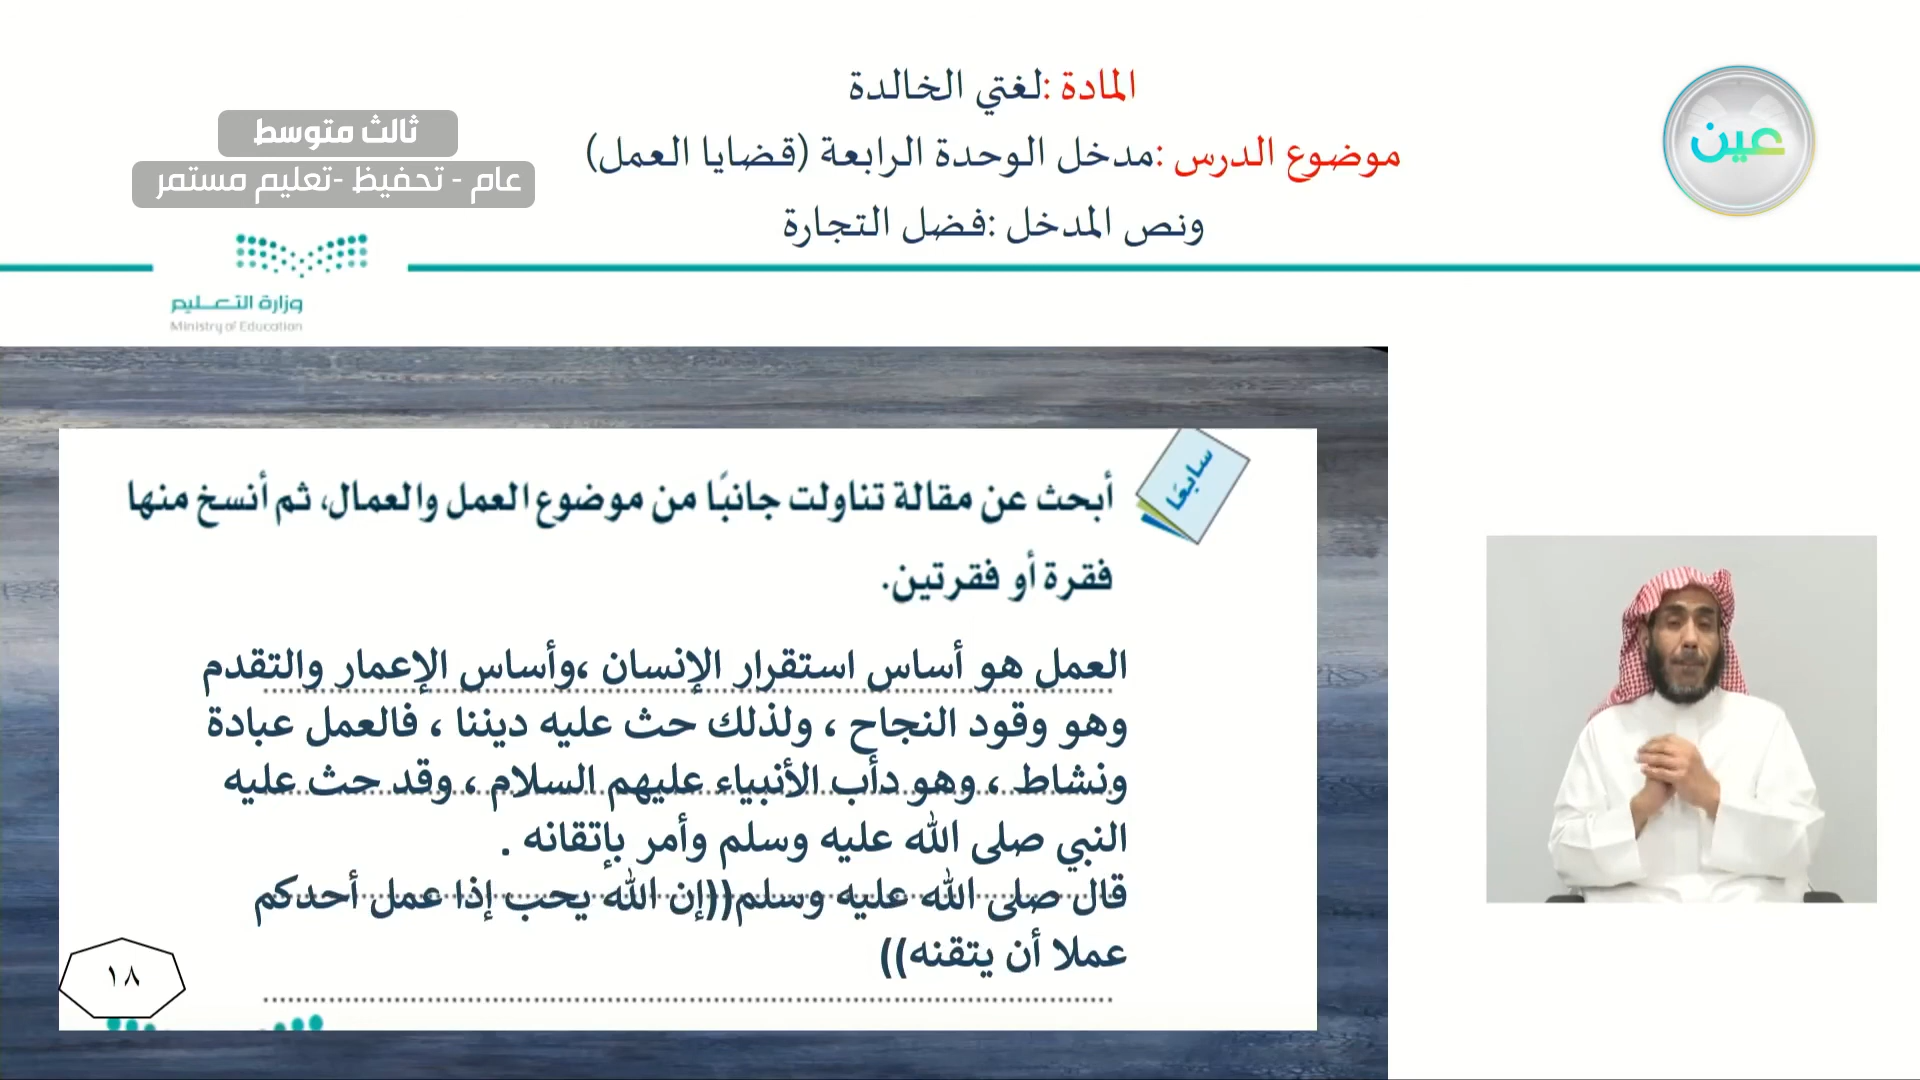 المادة :لغتي الخالدة
موضوع الدرس :مدخل الوحدة الرابعة (قضايا العمل)
ونص المدخل :فضل التجارة
عين
ثالث متوسط
عام - تحفيظ -تعليم مستمر
وزارة التعليم
Ministry of Education
سابعًا
أبحث عن مقالة تناولت جانبًا من موضوع العمل والعمال، ثم أنسخ منها
فقرة أو فقرتين.
العمل هو أساس استقرار الإنسان ،وأساس الإعمار والتقدم
وهو وقود النجاح ، ولذلك حث عليه ديننا ، فالعمل عبادة
ونشاط ، وهو دأب الأنبياء عليهم السلام ، وقد حث عليه
النبي صلى الله عليه وسلم وأمر بإتقانه .
قال صلى الله عليه وسلم((إن الله يحب إذا عمل أحدكم
عملا أن يتقنه))
١٨